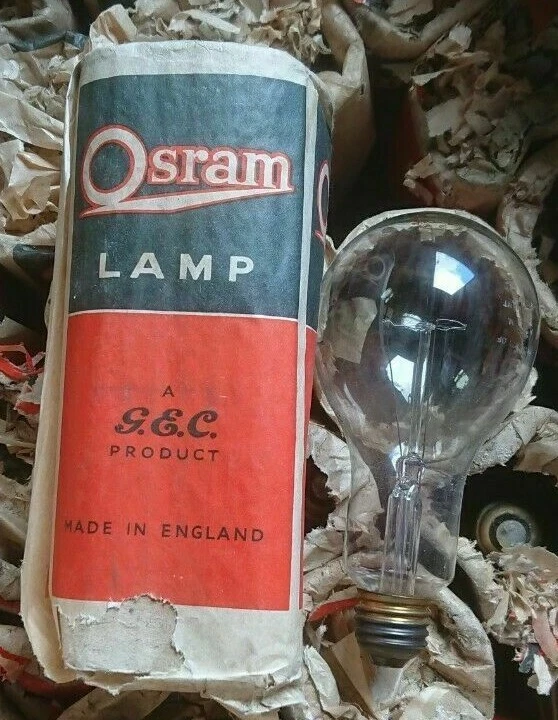 Osram
LAMP
A
G.E.C.
PRODUCT
MADE IN ENGLAND